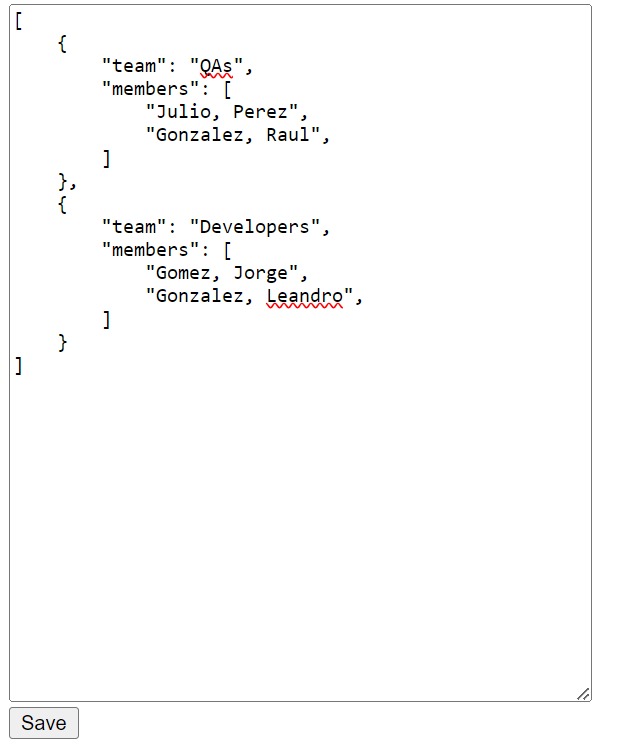 [
    {
        "team": "QAs",
        "members": [
            "Julio, Perez",
            "Gonzalez, Raul",
        ]
    },
    {
        "team": "Developers",
        "members": [
            "Gomez, Jorge",
            "Gonzalez, Leandro",
        ]
    }
]
Save